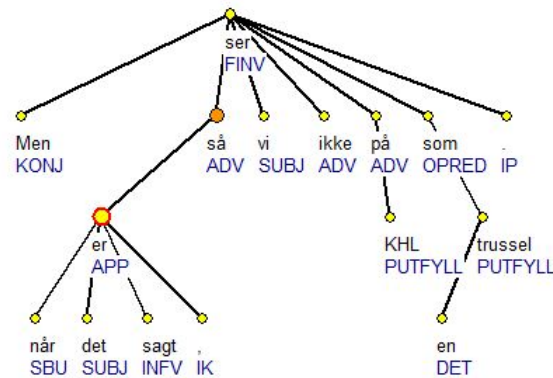 ser
FINV
Men så vi ikke på som .
KONJ ADV SUBJ ADV ADV OPRED IP
er KHL trussel
APP PUTFYLL PUTFYLL
når det sagt , en
SBU SUBJ INFV IK DET